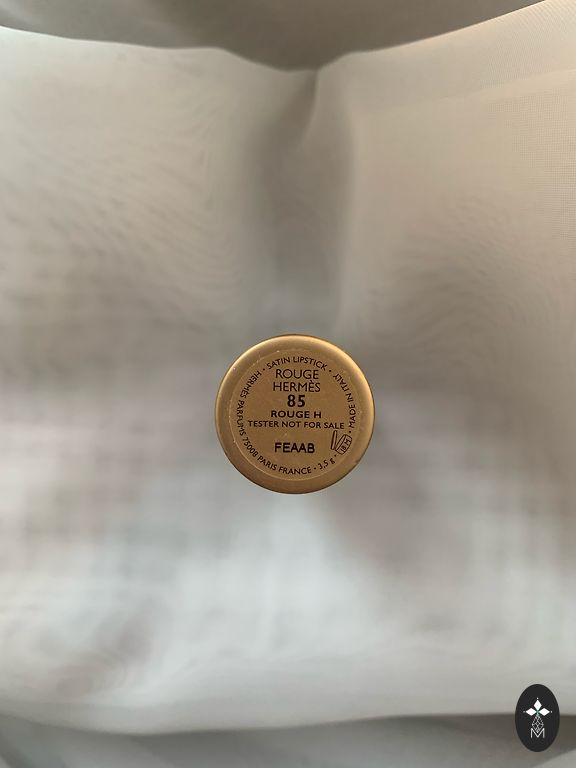 HERMÈS PARFUMS 75008 PARIS FRANCE · 3,5 g ·
SATIN LIPSTICK · MADE IN ITALY
ROUGE
HERMÈS
85
ROUGE H
TESTER NOT FOR SALE
FEAAB
18 M
M